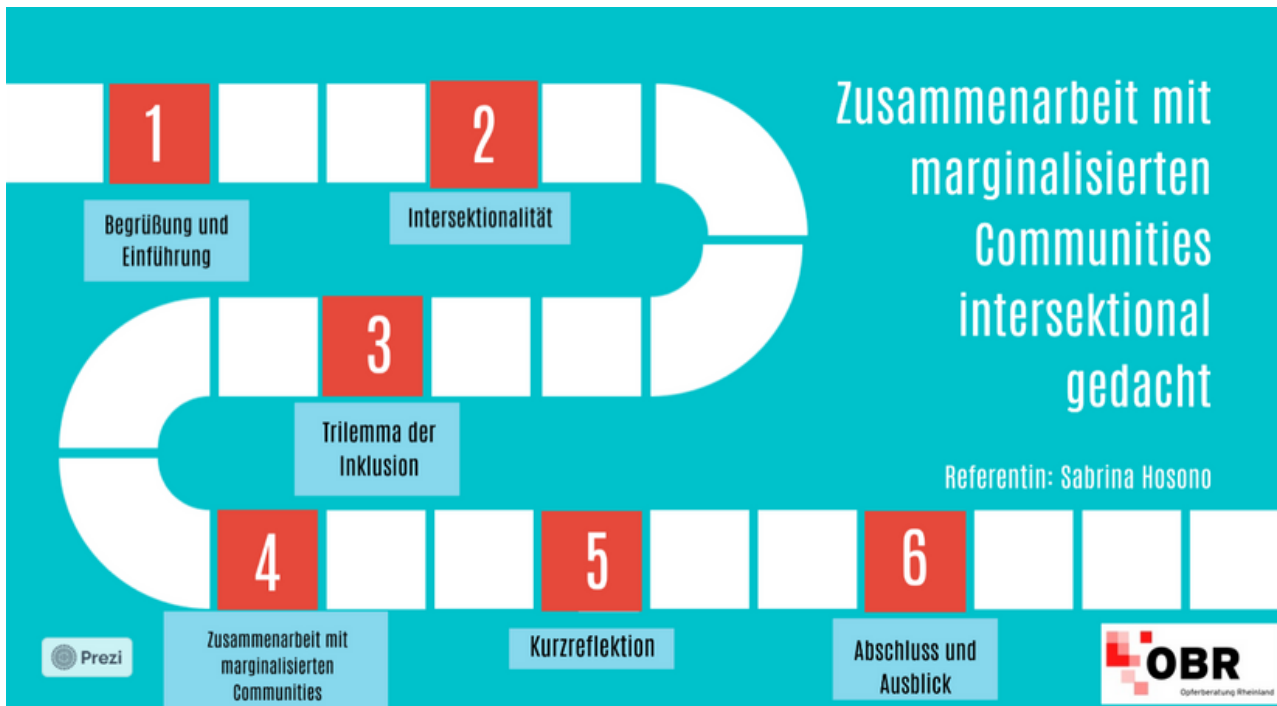 Zusammenarbeit mit
marginalisierten
Communities
intersektional
gedacht
Referentin: Sabrina Hosono
1
Begrüßung und
Einführung
2
Intersektionalität
3
Trilemma der
Inklusion
4
Zusammenarbeit mit
marginalisierten
Communities
5
Kurzreflektion
6
Abschluss und
Ausblick
Prezi
OBR
Opferberatung Rheinland